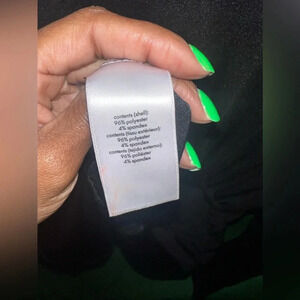 contents (shell):
96% polyester
4% spandex
contents (tissu extérieur):
96% polyester
4% spandex
contenido (tejido externo):
96% poliéster
4% spandex